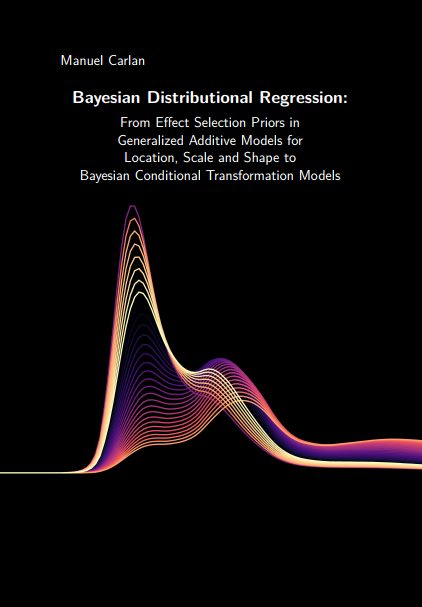 Manuel Carlan
Bayesian Distributional Regression:
From Effect Selection Priors in
Generalized Additive Models for
Location, Scale and Shape to
Bayesian Conditional Transformation Models